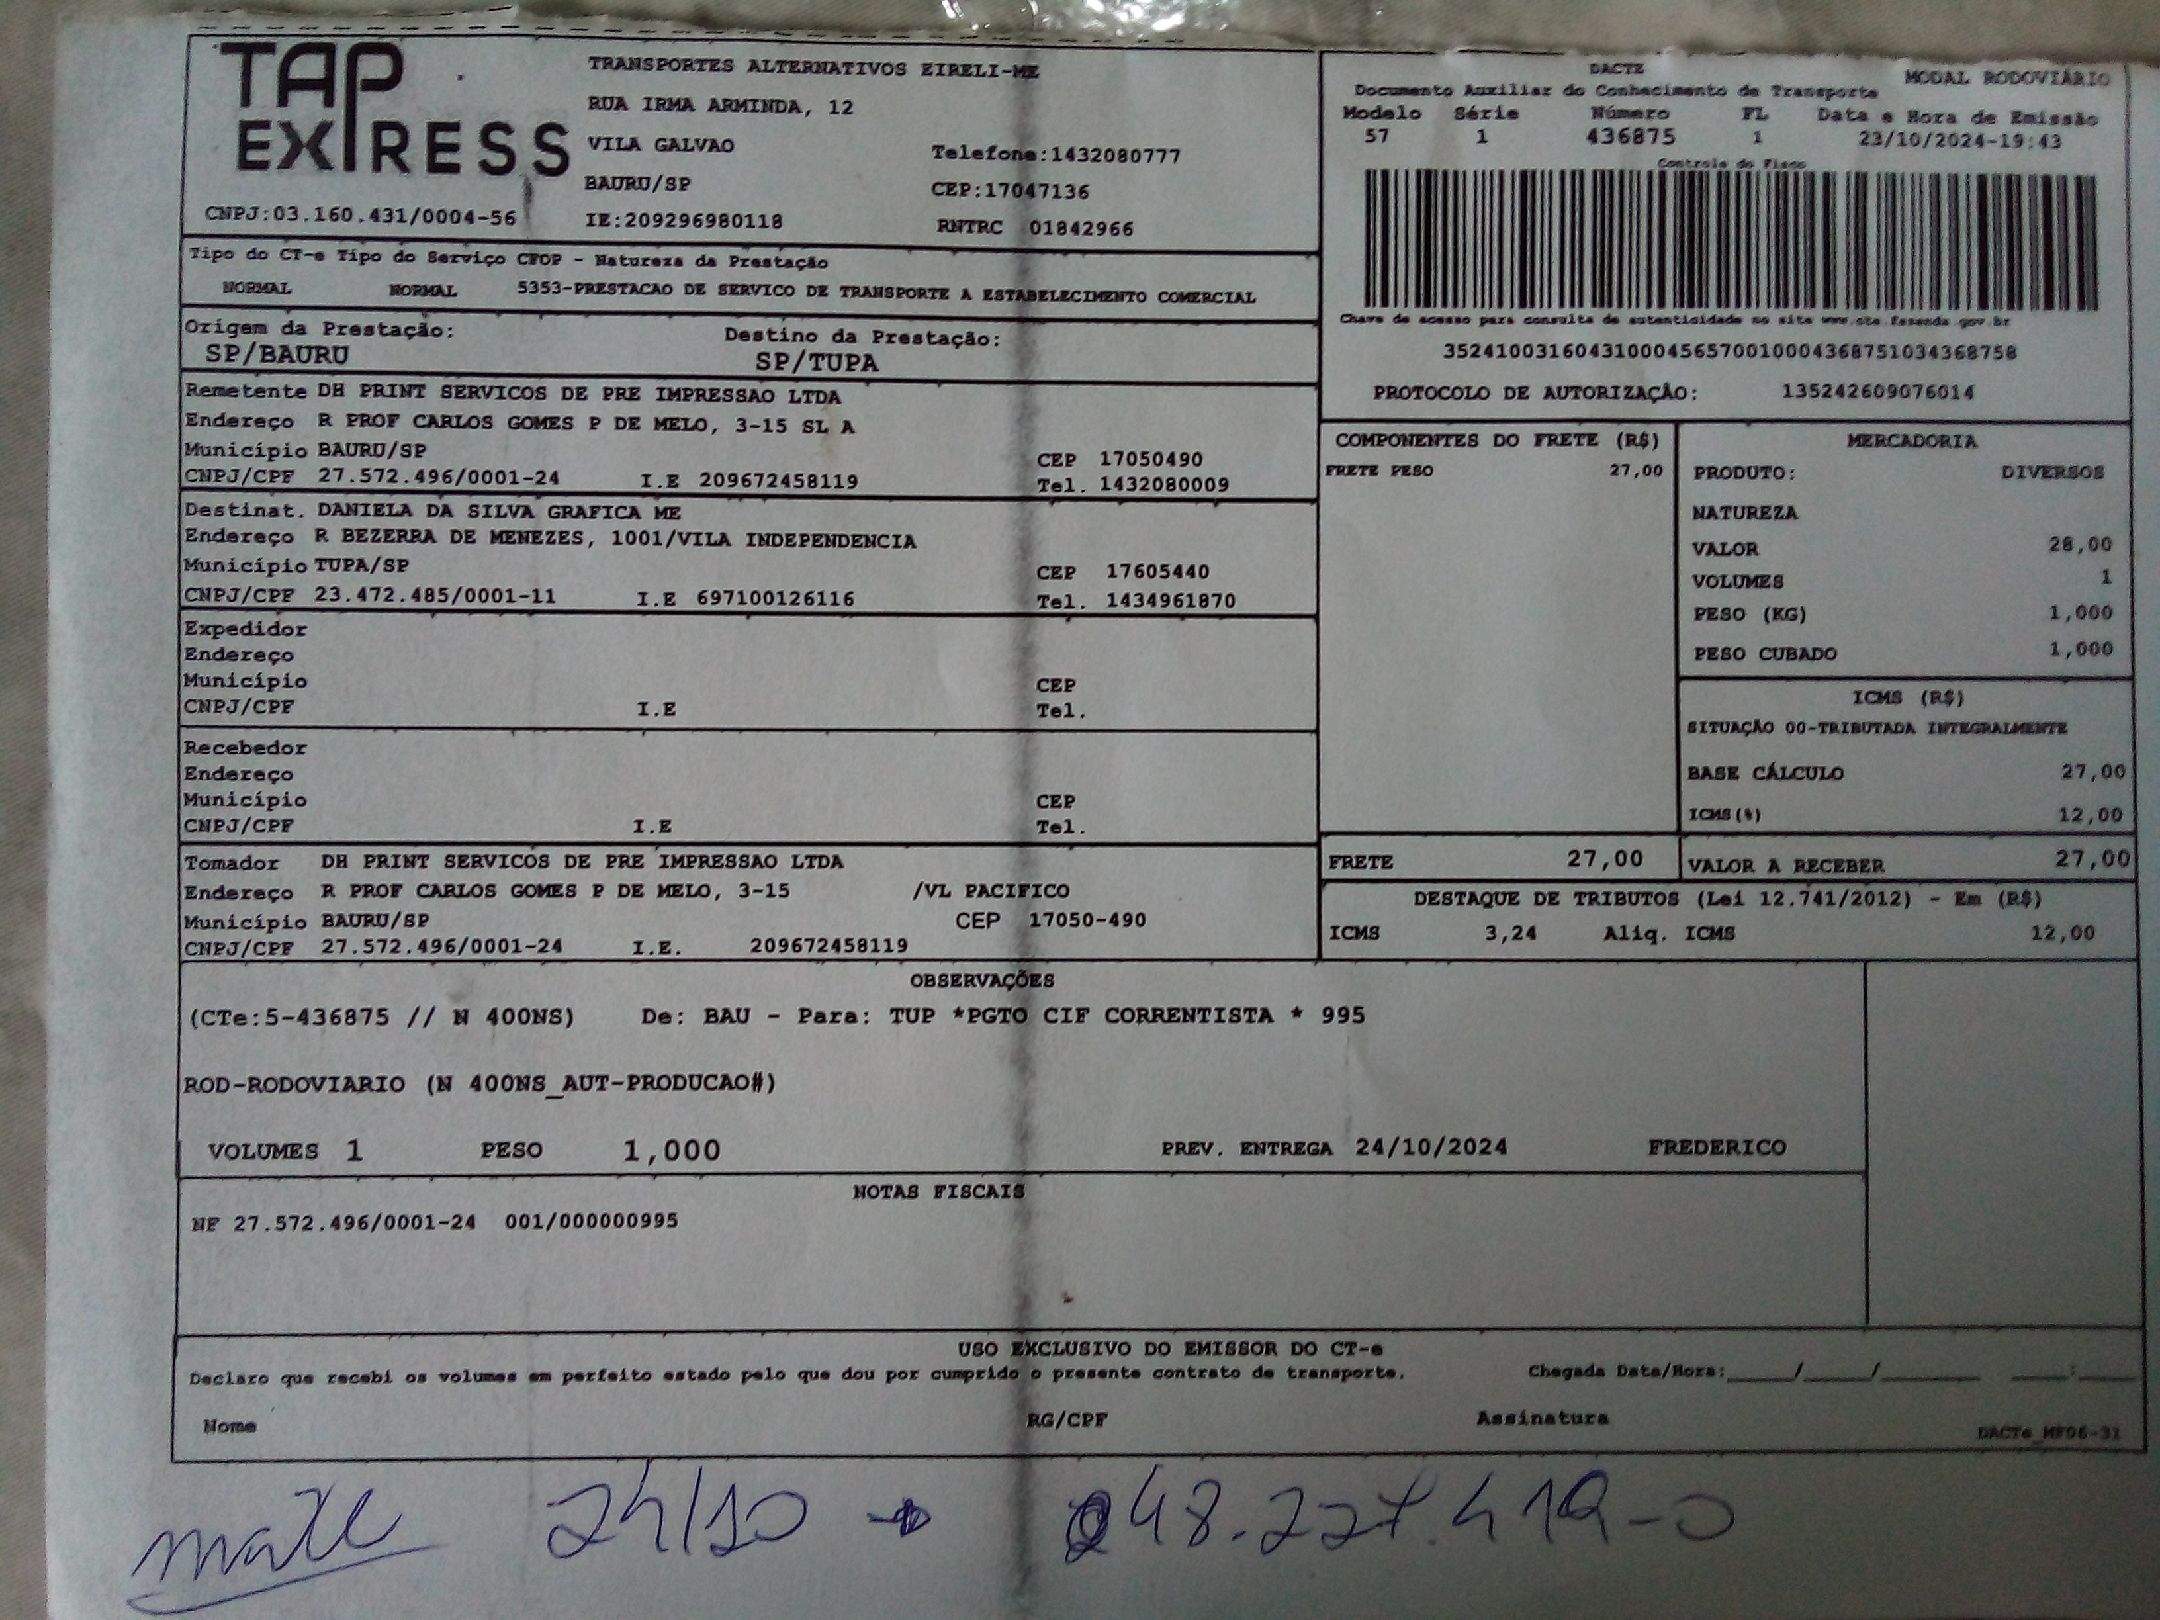 TAP EXPRESS
TRANSPORTES ALTERNATIVOS EIRELI-ME
RUA IRMA ARMINDA, 12
VILA GALVAO Telefone:1432080777
BAURU/SP CEP:17047136
CNPJ:03.160.431/0004-56 IE:209296980118 RNTRC 01842966
DACTE MODAL RODOVIÁRIO
Documento Auxiliar do Conhecimento de Transporte
Modelo Série Número FL Data e Hora de Emissão
57 1 436875 1 23/10/2024-19:43
Controle do Fisco
Chave de acesso para consulta de autenticidade no site www.cte.fazenda.gov.br
35241003160431000456570010004368751034368758
PROTOCOLO DE AUTORIZAÇÃO: 135242609076014
Tipo do CT-e Tipo do Serviço CFOP - Natureza da Prestação
NORMAL NORMAL 5353-PRESTACAO DE SERVICO DE TRANSPORTE A ESTABELECIMENTO COMERCIAL
Origem da Prestação: Destino da Prestação:
SP/BAURU SP/TUPA
Remetente DH PRINT SERVICOS DE PRE IMPRESSAO LTDA
Endereço R PROF CARLOS GOMES P DE MELO, 3-15 SL A
Município BAURU/SP CEP 17050490
CNPJ/CPF 27.572.496/0001-24 I.E 209672458119 Tel. 1432080009
Destinat. DANIELA DA SILVA GRAFICA ME
Endereço R BEZERRA DE MENEZES, 1001/VILA INDEPENDENCIA
Município TUPA/SP CEP 17605440
CNPJ/CPF 23.472.485/0001-11 I.E 697100126116 Tel. 1434961870
Expedidor
Endereço
Município CEP
CNPJ/CPF I.E Tel.
Recebedor
Endereço
Município CEP
CNPJ/CPF I.E Tel.
Tomador DH PRINT SERVICOS DE PRE IMPRESSAO LTDA
Endereço R PROF CARLOS GOMES P DE MELO, 3-15 /VL PACIFICO
Município BAURU/SP CEP 17050-490
CNPJ/CPF 27.572.496/0001-24 I.E. 209672458119
COMPONENTES DO FRETE (R$)
FRETE PESO 27,00
MERCADORIA
PRODUTO: DIVERSOS
NATUREZA
VALOR 28,00
VOLUMES 1
PESO (KG) 1,000
PESO CUBADO 1,000
ICMS (R$)
SITUAÇÃO 00-TRIBUTADA INTEGRALMENTE
BASE CÁLCULO 27,00
ICMS(%) 12,00
FRETE 27,00 VALOR A RECEBER 27,00
DESTAQUE DE TRIBUTOS (Lei 12.741/2012) - Em (R$)
ICMS 3,24 Aliq. ICMS 12,00
OBSERVAÇÕES
(CTe:5-436875 // N 400NS) De: BAU - Para: TUP *PGTO CIF CORRENTISTA * 995
ROD-RODOVIARIO (N 400NS_AUT-PRODUCAO#)
VOLUMES 1 PESO 1,000 PREV. ENTREGA 24/10/2024 FREDERICO
NOTAS FISCAIS
NF 27.572.496/0001-24 001/000000995
USO EXCLUSIVO DO EMISSOR DO CT-e
Declaro que recebi os volumes em perfeito estado pelo que dou por cumprido o presente contrato de transporte. Chegada Data/Hora:_____/_____/________ _____:_____
Nome RG/CPF Assinatura
DACTe_MF06-31
24/10